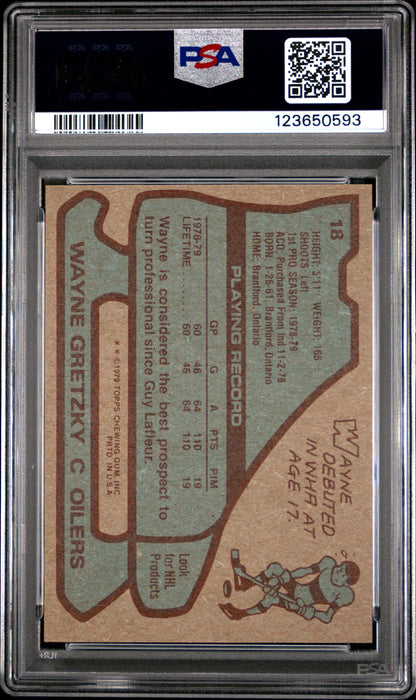 PSA
123650593
18
HEIGHT: 5'11" WEIGHT: 165
SHOOTS: Left
1st PRO SEASON: 1978-79
ACQ: Purchased From Ind 11-2-78
BORN: 1-26-61, Brantford, Ontario
HOME: Brantford, Ontario
[W]AYNE
DEBUTED
IN WHA AT
AGE 17.
PLAYING RECORD
GP G A PTS PIM
1978-79 60 46 64 110 19
LIFETIME 60 46 64 110 19
Wayne is considered the best prospect to
turn professional since Guy Lafleur.
Look
for NHL
Products
* * © 1979 TOPPS CHEWING GUM, INC.
PRTD IN U.S.A.
WAYNE GRETZKY C OILERS
PSA